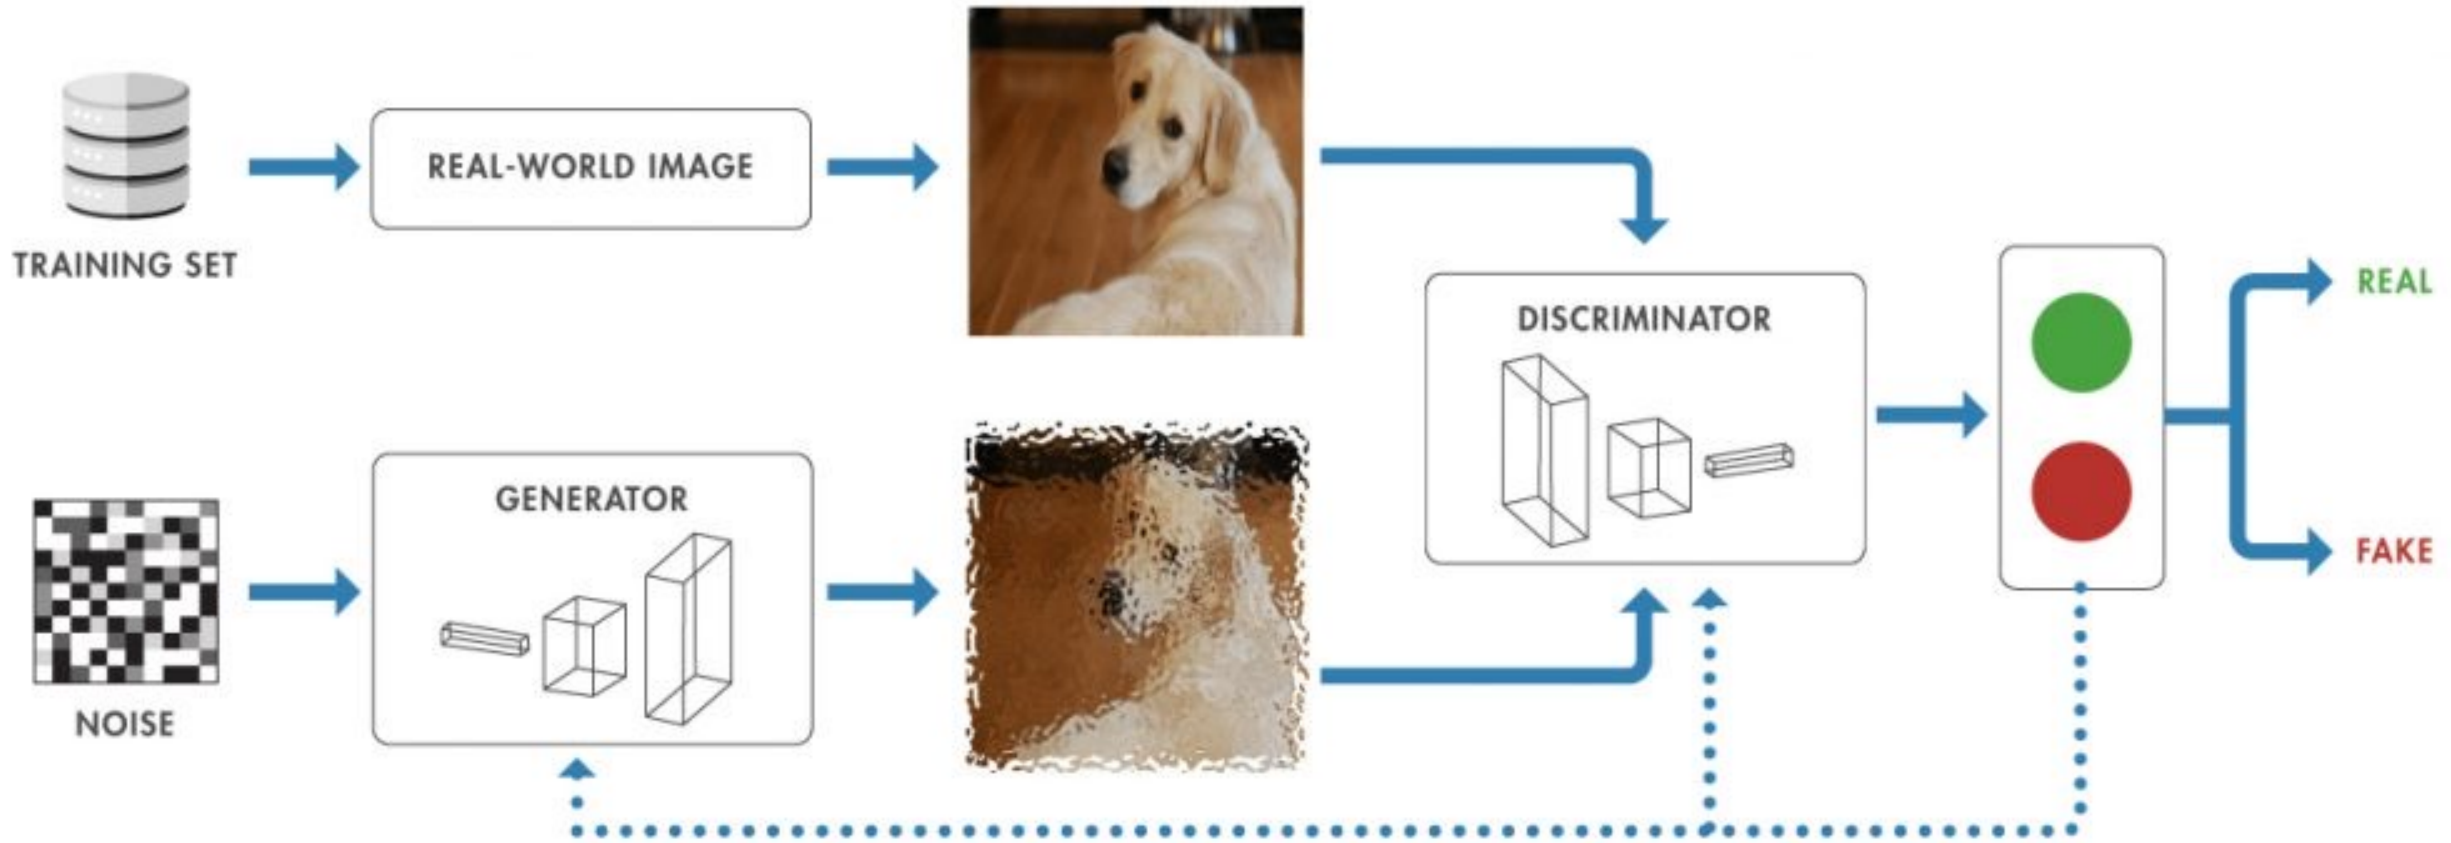 TRAINING SET
REAL-WORLD IMAGE
DISCRIMINATOR
REAL
FAKE
GENERATOR
NOISE